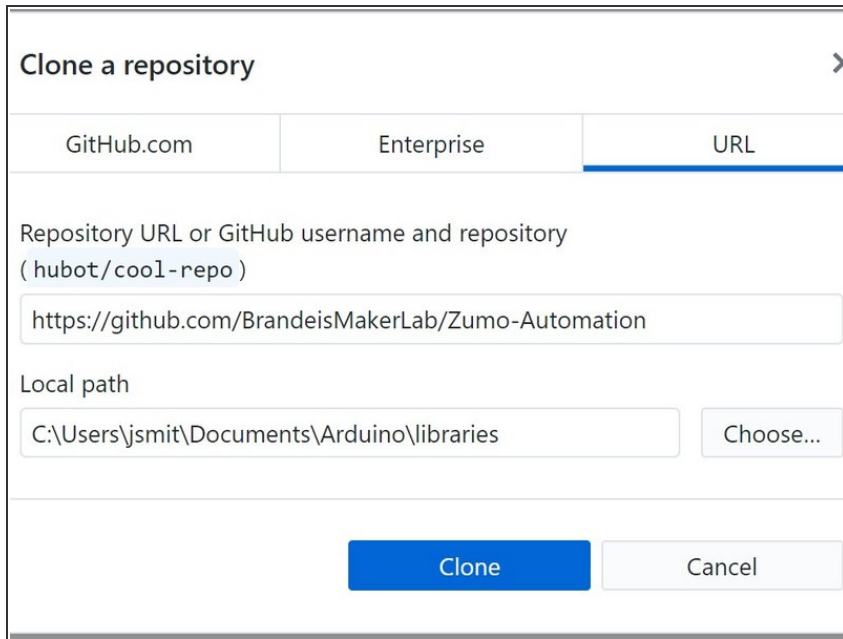 Clone a repository
GitHub.com
Enterprise
URL
Repository URL or GitHub username and repository
(hubot/cool-repo)
https://github.com/BrandeisMakerLab/Zumo-Automation
Local path
C:\Users\jsmit\Documents\Arduino\libraries
Choose...
Clone
Cancel